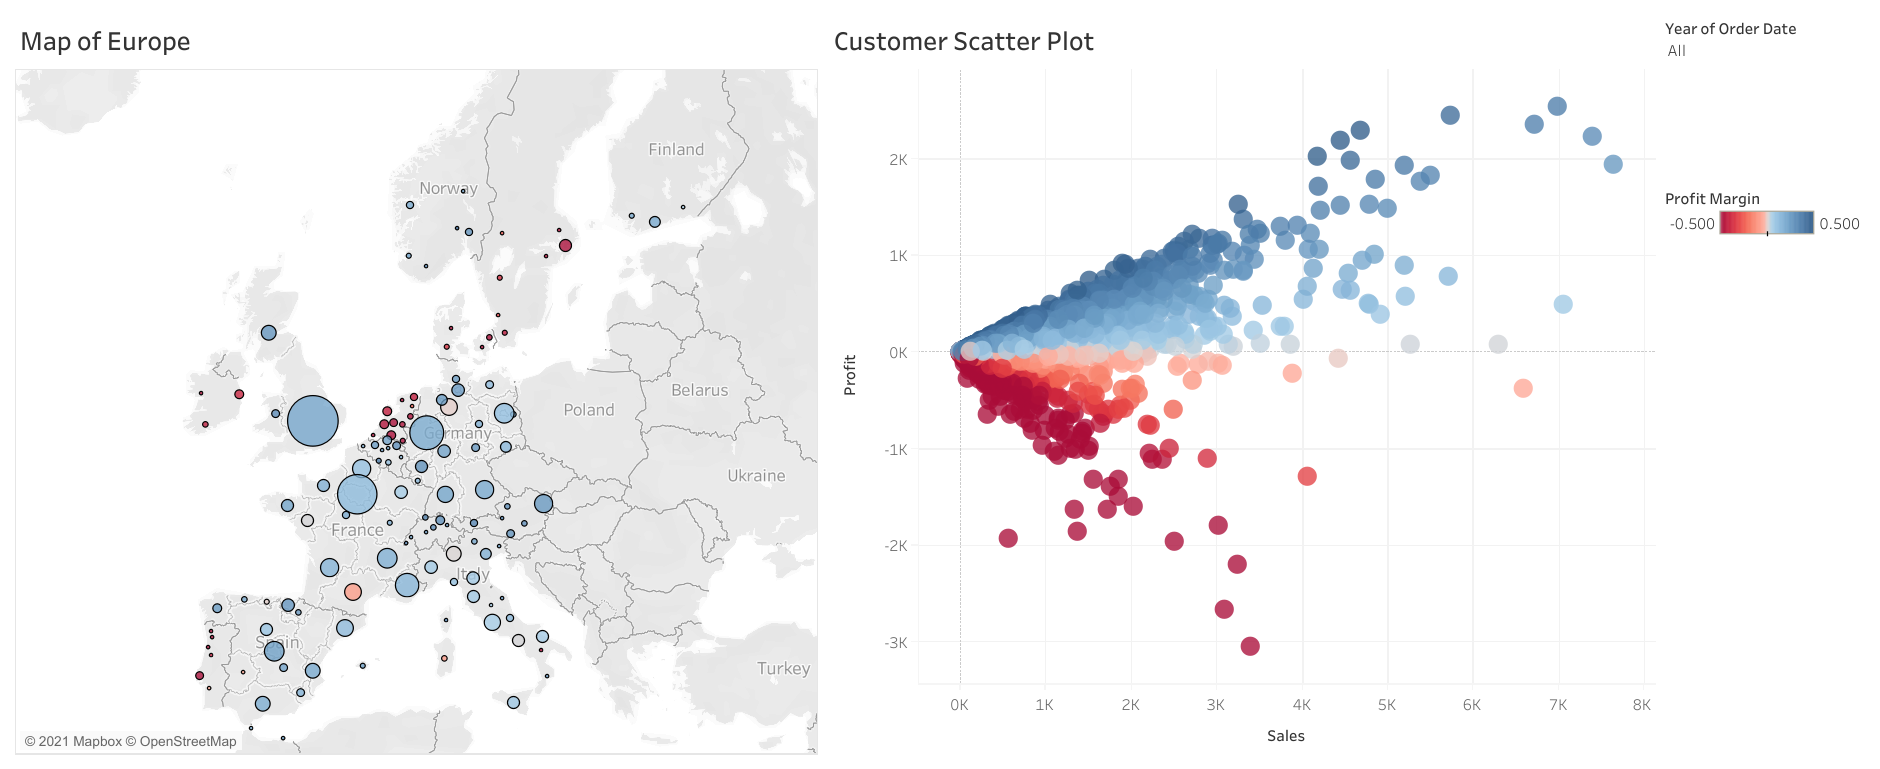 Map of Europe
Finland
Norway
Belarus
Poland
Germany
Ukraine
France
Italy
Spain
Turkey
© 2021 Mapbox © OpenStreetMap
Customer Scatter Plot
2K
1K
0K
-1K
-2K
-3K
Profit
0K 1K 2K 3K 4K 5K 6K 7K 8K
Sales
Year of Order Date
All
Profit Margin
-0.500 0.500